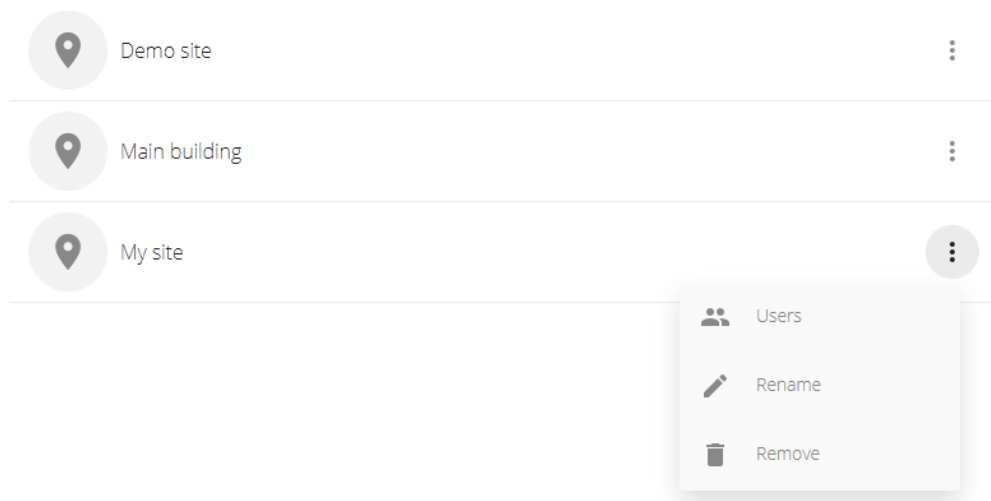 Demo site
Main building
My site
Users
Rename
Remove